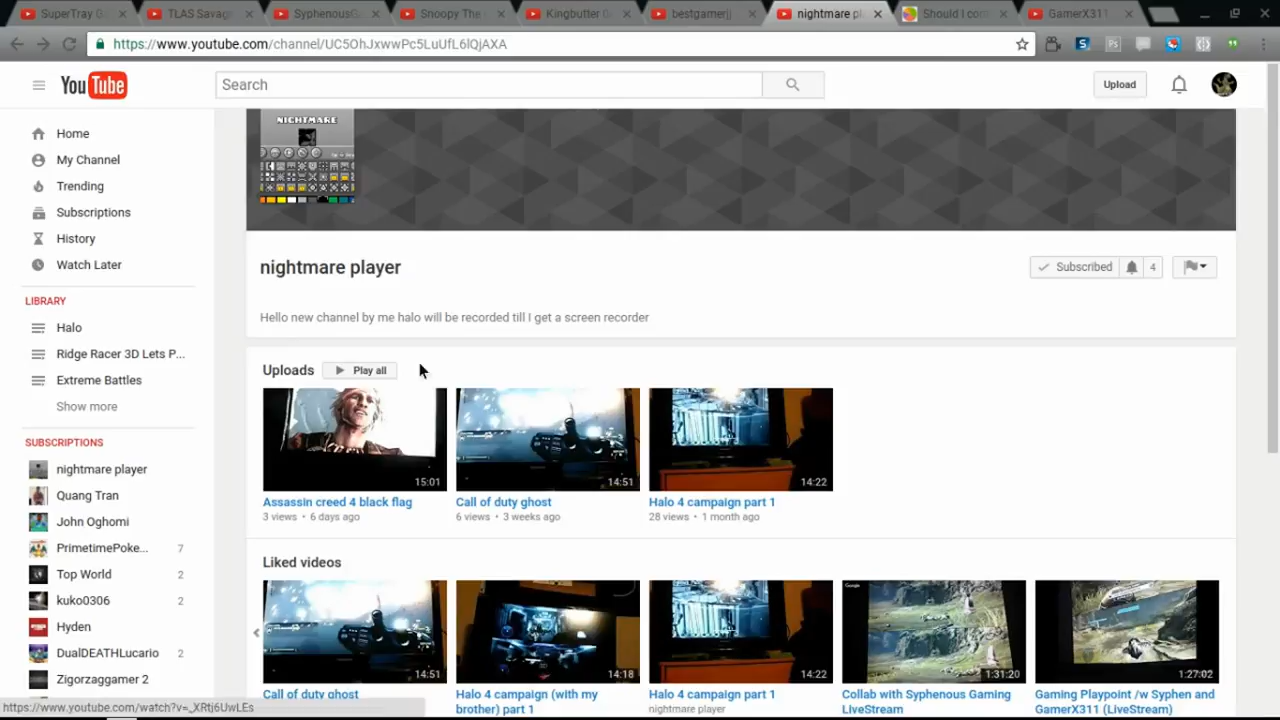 SuperTray G
TLAS Savag
SyphenousG
Snoopy The
Kingbutter 0
bestgamerjj
nightmare pl
Should I con
GamerX311
https://www.youtube.com/channel/UC5OhJxwwPc5LuUfL6lQjAXA
YouTube
Search
Upload
NIGHTMARE
Home
My Channel
Trending
Subscriptions
History
Watch Later
LIBRARY
Halo
Ridge Racer 3D Lets P...
Extreme Battles
Show more
SUBSCRIPTIONS
nightmare player
Quang Tran
John Oghomi
PrimetimePoke... 7
Top World 2
kuko0306 2
Hyden
DualDEATHLucario 2
Zigorzaggamer 2
https://www.youtube.com/watch?v=_XRtj6UwLEs
nightmare player
Subscribed 4
Hello new channel by me halo will be recorded till I get a screen recorder
Uploads Play all
15:01
14:51
14:22
Assassin creed 4 black flag
3 views • 6 days ago
Call of duty ghost
6 views • 3 weeks ago
Halo 4 campaign part 1
28 views • 1 month ago
Liked videos
14:51
14:18
14:22
Google
1:31:20
1:27:02
Call of duty ghost
Halo 4 campaign (with my
brother) part 1
Halo 4 campaign part 1
nightmare player
Collab with Syphenous Gaming
LiveStream
Gaming Playpoint /w Syphen and
GamerX311 (LiveStream)